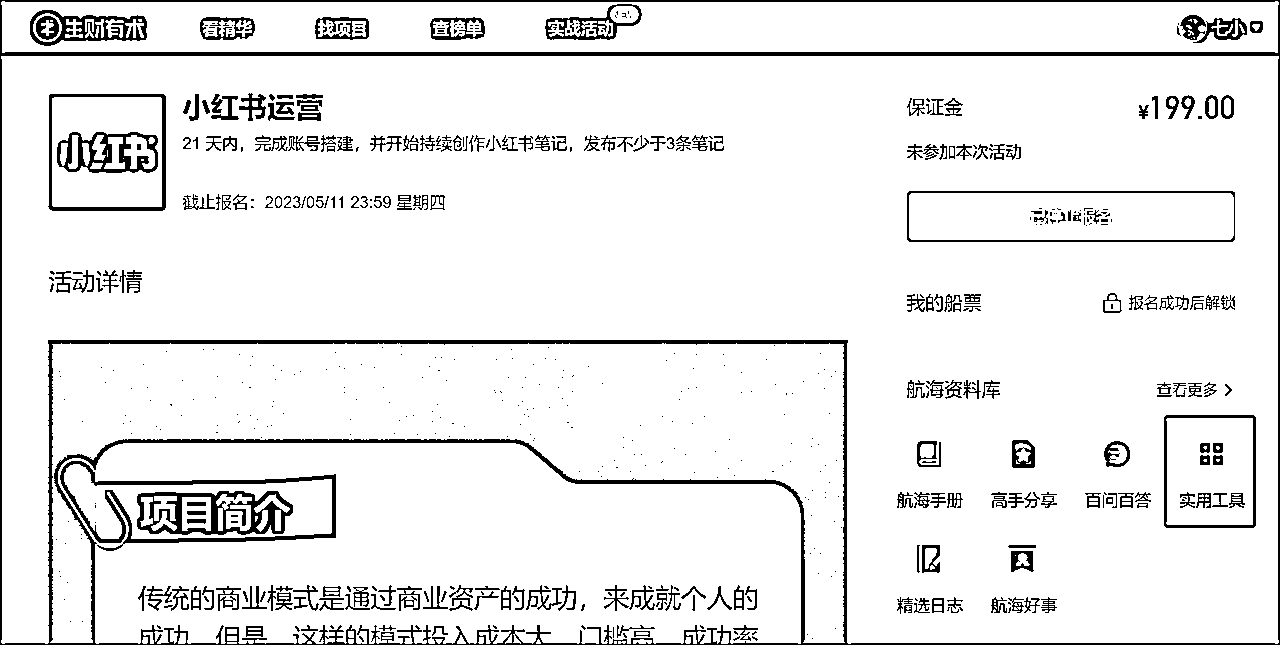 生财有术
看精华
找项目
查榜单
实战活动
七小
小红书
小红书运营
21 天内，完成账号搭建，并开始持续创作小红书笔记，发布不少于3条笔记
截止报名：2023/05/11 23:59 星期四
保证金
¥199.00
未参加本次活动
活动详情
我的船票
报名成功后解锁
航海资料库
查看更多
航海手册
高手分享
百问百答
实用工具
精选日志
航海好事
项目简介
传统的商业模式是通过商业资产的成功，来成就个人的
成功。但是，这样的模式投入成本大，门槛高，成功率